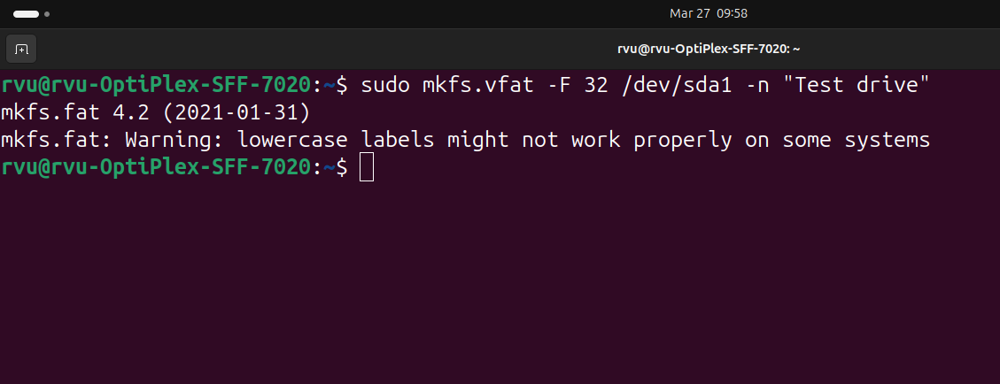 Mar 27 09:58
rvu@rvu-OptiPlex-SFF-7020: ~
rvu@rvu-OptiPlex-SFF-7020:~$ sudo mkfs.vfat -F 32 /dev/sda1 -n "Test drive"
mkfs.fat 4.2 (2021-01-31)
mkfs.fat: Warning: lowercase labels might not work properly on some systems
rvu@rvu-OptiPlex-SFF-7020:~$